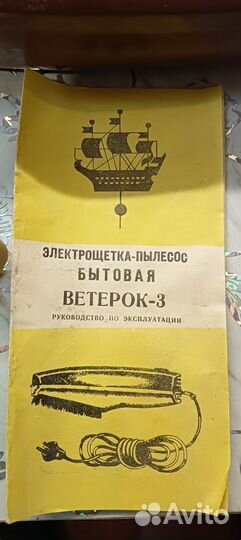 ЭЛЕКТРОЩЕТКА-ПЫЛЕСОС
БЫТОВАЯ
ВЕТЕРОК-3
РУКОВОДСТВО ПО ЭКСПЛУАТАЦИИ
Avito